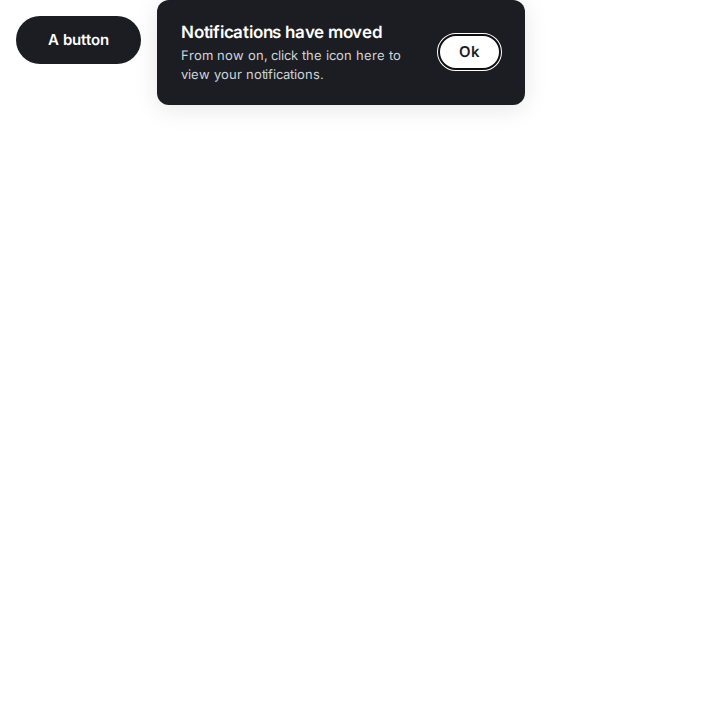 A button
Notifications have moved
From now on, click the icon here to
view your notifications.
Ok